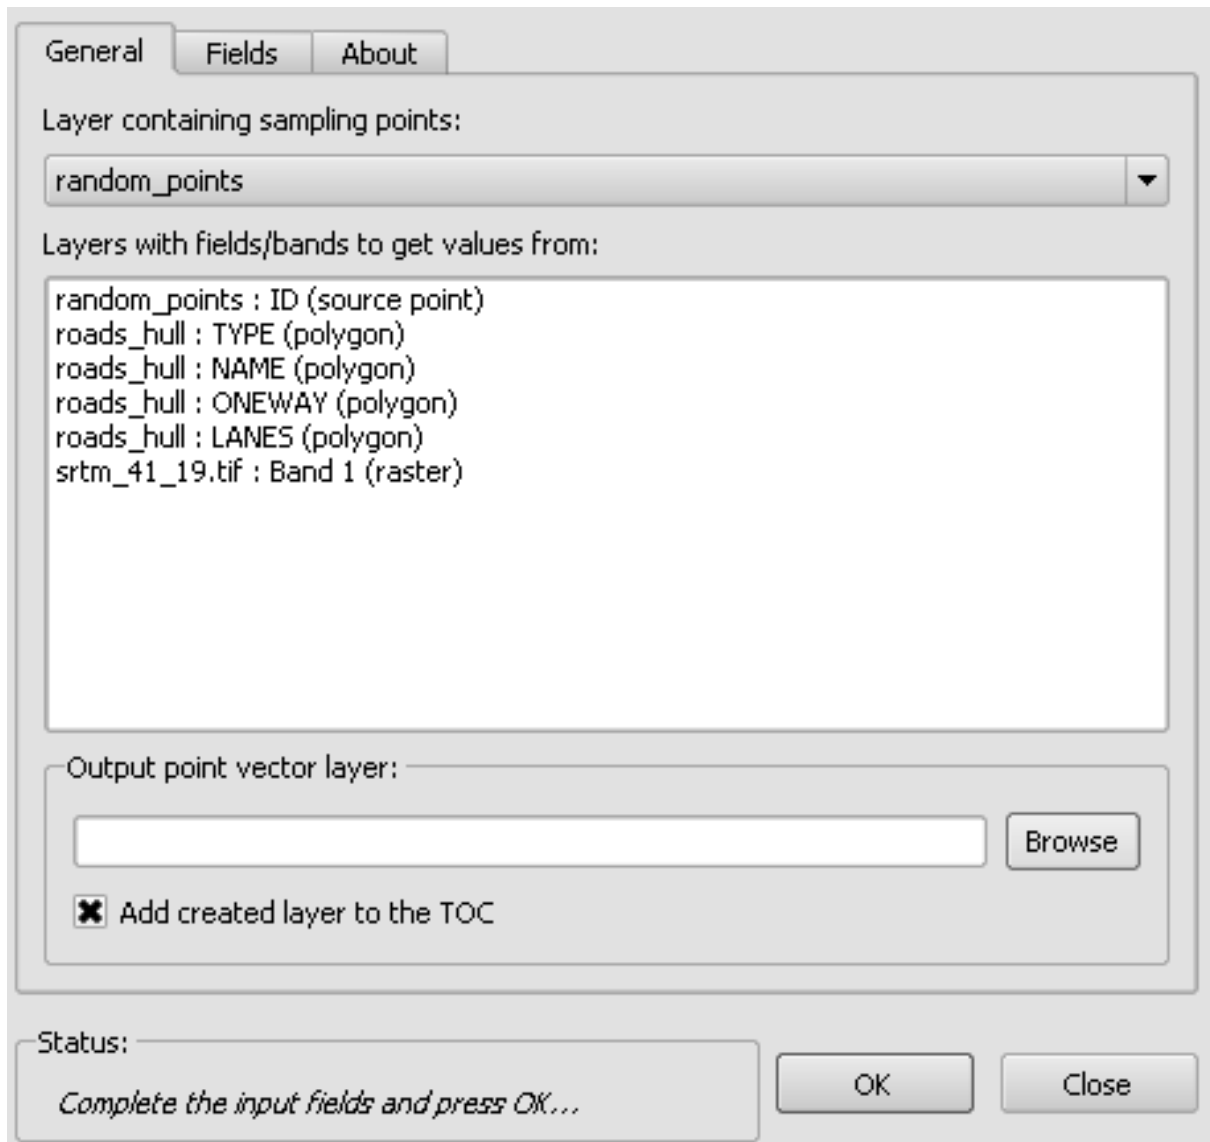 General Fields About
Layer containing sampling points:
random_points
Layers with fields/bands to get values from:
random_points : ID (source point)
roads_hull : TYPE (polygon)
roads_hull : NAME (polygon)
roads_hull : ONEWAY (polygon)
roads_hull : LANES (polygon)
srtm_41_19.tif : Band 1 (raster)
Output point vector layer:
Browse
Add created layer to the TOC
Status:
Complete the input fields and press OK...
OK Close